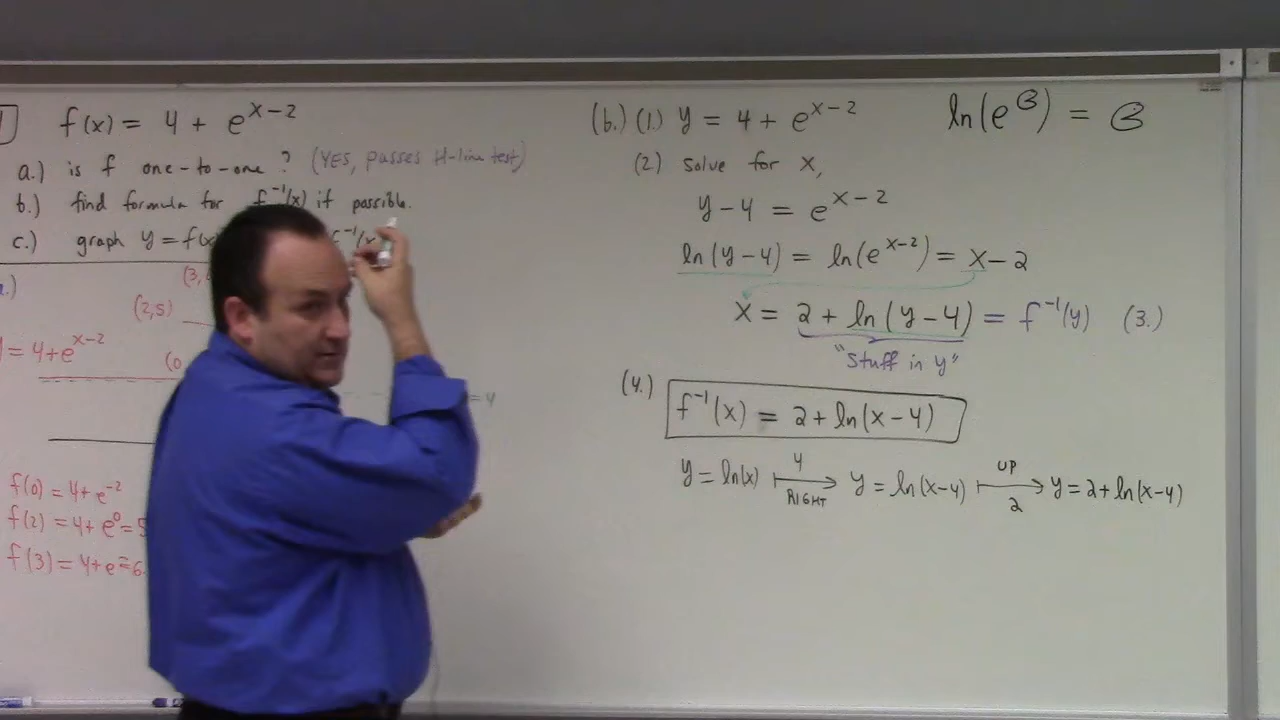 f(x) = 4 + e^{x-2}
a.) is f one-to-one? (YES, passes H-line test)
b.) find formula for f^{-1}(x) if possible.
c.) graph y = f(x
f^{-1}(x
(3,
(2,5)
= 4+e^{x-2}
(0
= 4
f(0) = 4+e^{-2}
f(2) = 4+e^{0} = 5
f(3) = 4+e ≅ 6.
(b.) (1.) y = 4 + e^{x-2}
ln(e^{☺}) = ☺
(2) solve for x,
y-4 = e^{x-2}
ln(y-4) = ln(e^{x-2}) = x-2
x = 2 + ln(y-4) = f^{-1}(y) (3.)
"Stuff in y"
(4.) f^{-1}(x) = 2+ln(x-4)
y = ln(x) ↦ 4 RIGHT y = ln(x-4) ↦ UP 2 y = 2+ln(x-4)